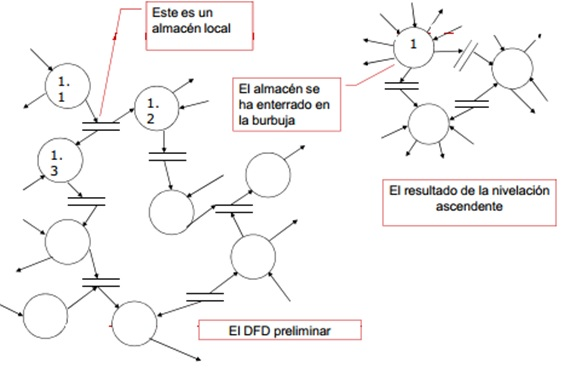 Este es un
almacén local
1.
1
1.
2
1.
3
1
El almacén se
ha enterrado en
la burbuja
El resultado de la nivelación
ascendente
El DFD preliminar